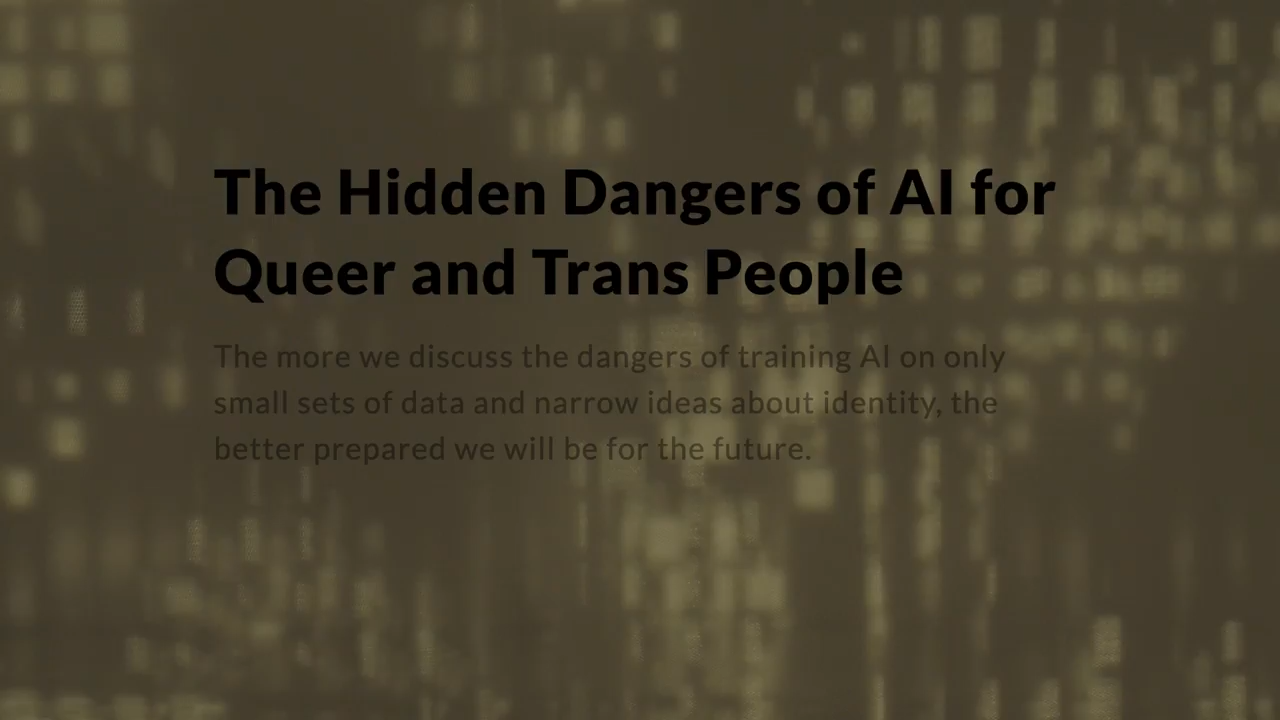 The Hidden Dangers of AI for
Queer and Trans People
The more we discuss the dangers of training AI on only
small sets of data and narrow ideas about identity, the
better prepared we will be for the future.